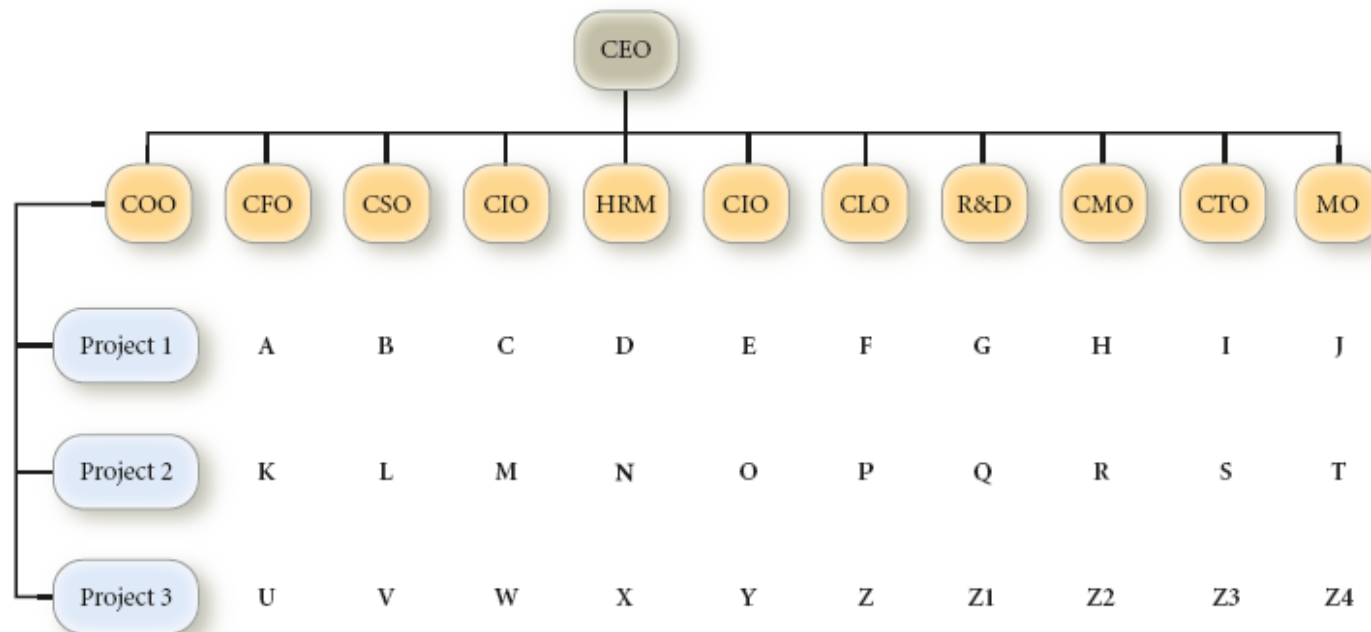 CEO
COO CFO CSO CIO HRM CIO CLO R&D CMO CTO MO
Project 1 A B C D E F G H I J
Project 2 K L M N O P Q R S T
Project 3 U V W X Y Z Z1 Z2 Z3 Z4